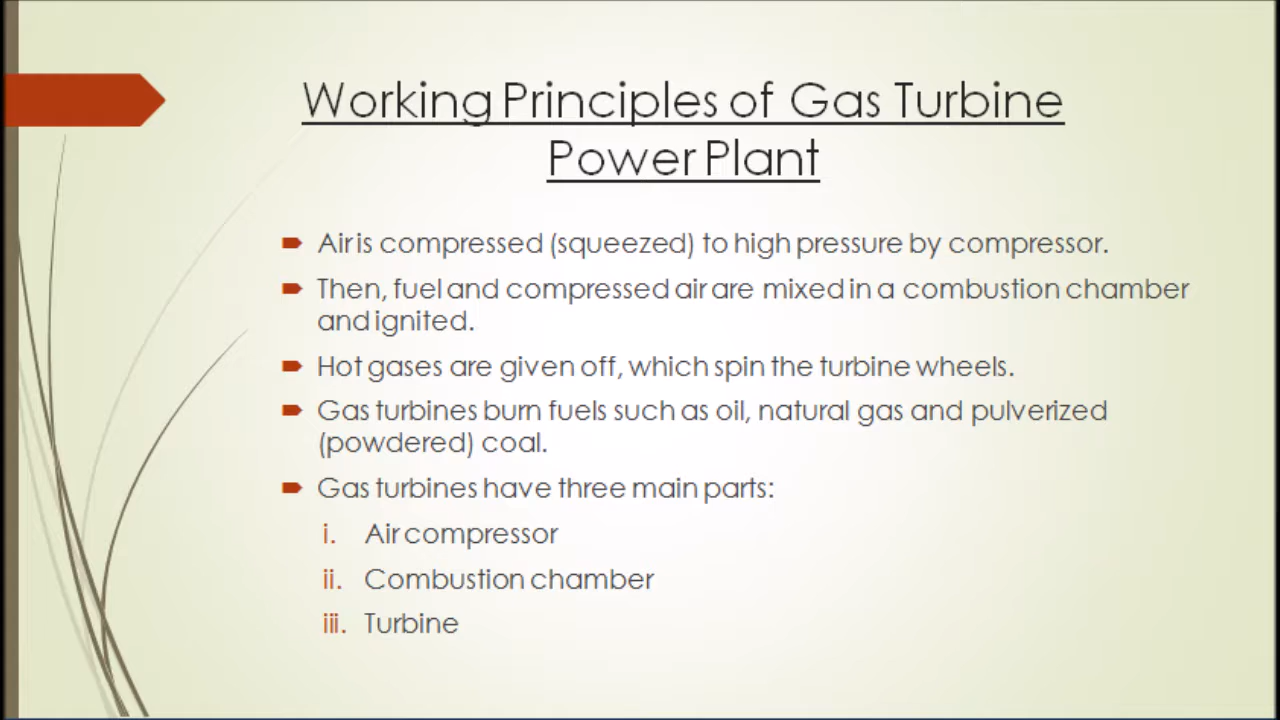 Working Principles of Gas Turbine
Power Plant
Air is compressed (squeezed) to high pressure by compressor.
Then, fuel and compressed air are mixed in a combustion chamber
and ignited.
Hot gases are given off, which spin the turbine wheels.
Gas turbines burn fuels such as oil, natural gas and pulverized
(powdered) coal.
Gas turbines have three main parts:
i. Air compressor
ii. Combustion chamber
iii. Turbine